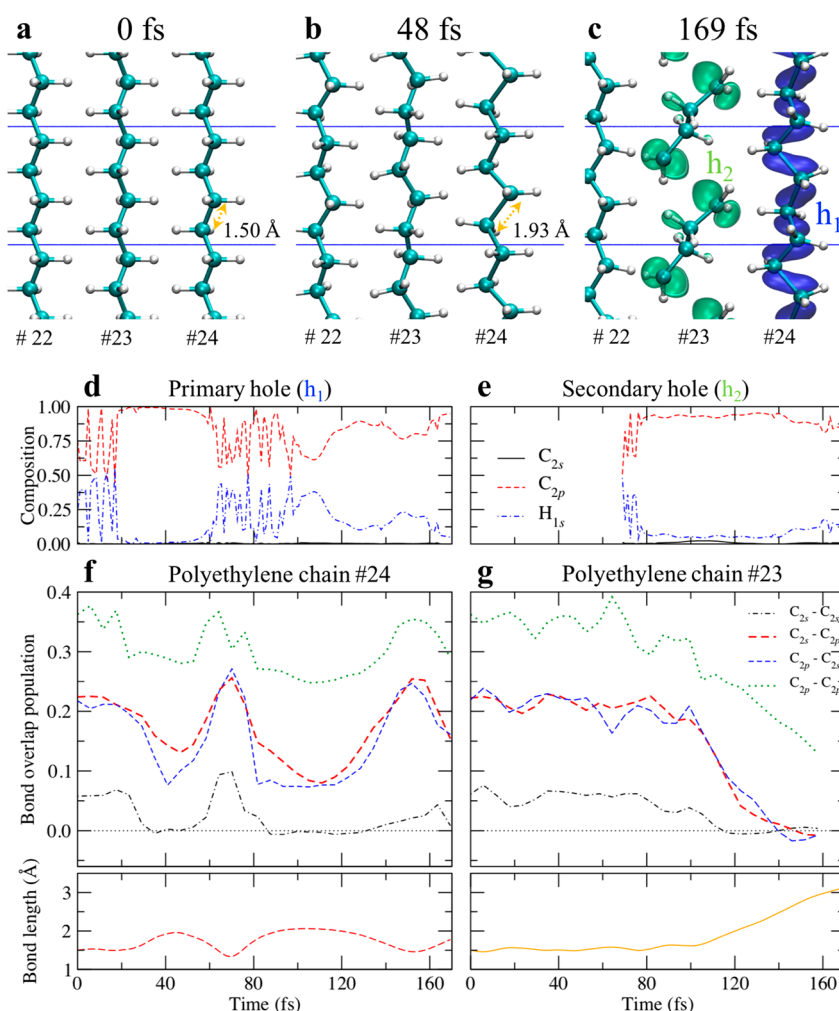 a 0 fs
b 48 fs
c 169 fs
1.50 Å
1.93 Å
h2
h1
# 22 #23 #24
# 22 #23 #24
# 22 #23 #24
d Primary hole (h1)
e Secondary hole (h2)
Composition
1.00
0.75
0.50
0.25
0.00
C2s
C2p
H1s
f Polyethylene chain #24
g Polyethylene chain #23
Bond overlap population
0.4
0.3
0.2
0.1
0.0
C2s - C2s
C2s - C2p
C2p - C2s
C2p - C2
Bond length (Å)
3
2
1
0 40 80 120 160
0 40 80 120 160
Time (fs)
Time (fs)